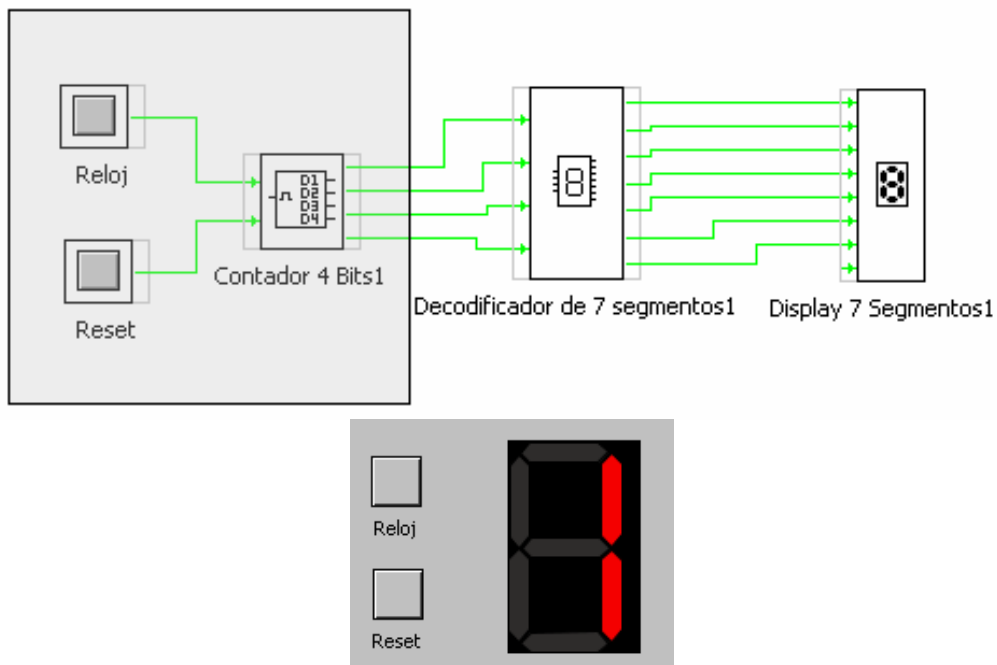 Reloj
D1
D2
D3
D4
Contador 4 Bits1
Reset
Decodificador de 7 segmentos1
Display 7 Segmentos1
Reloj
Reset